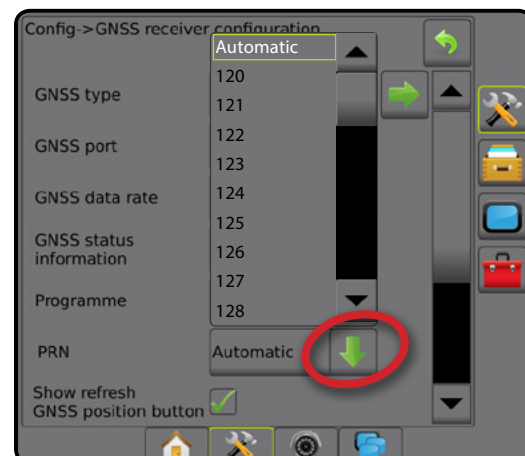 Config->GNSS receiver configuration
Automatic
120
GNSS type
121
122
GNSS port
123
GNSS data rate
124
125
GNSS status
information
126
127
Programme
128
PRN
Automatic
Show refresh
GNSS position button